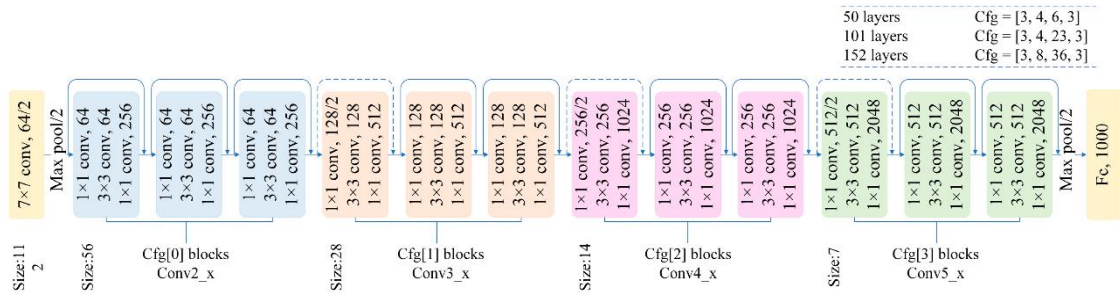 50 layers Cfg = [3, 4, 6, 3]
101 layers Cfg = [3, 4, 23, 3]
152 layers Cfg = [3, 8, 36, 3]
7×7 conv, 64/2
Max pool/2
1×1 conv, 64
3×3 conv, 64
1×1 conv, 256
1×1 conv, 64
3×3 conv, 64
1×1 conv, 256
1×1 conv, 64
3×3 conv, 64
1×1 conv, 256
1×1 conv, 128/2
3×3 conv, 128
1×1 conv, 512
1×1 conv, 128
3×3 conv, 128
1×1 conv, 512
1×1 conv, 128
3×3 conv, 128
1×1 conv, 512
1×1 conv, 256/2
3×3 conv, 256
1×1 conv, 1024
1×1 conv, 256
3×3 conv, 256
1×1 conv, 1024
1×1 conv, 256
3×3 conv, 256
1×1 conv, 1024
1×1 conv, 512/2
3×3 conv, 512
1×1 conv, 2048
1×1 conv, 512
3×3 conv, 512
1×1 conv, 2048
1×1 conv, 512
3×3 conv, 512
1×1 conv, 2048
Max pool/2
Fc, 1000
Size:11
2
Size:56
Cfg[0] blocks
Conv2_x
Size:28
Cfg[1] blocks
Conv3_x
Size:14
Cfg[2] blocks
Conv4_x
Size:7
Cfg[3] blocks
Conv5_x